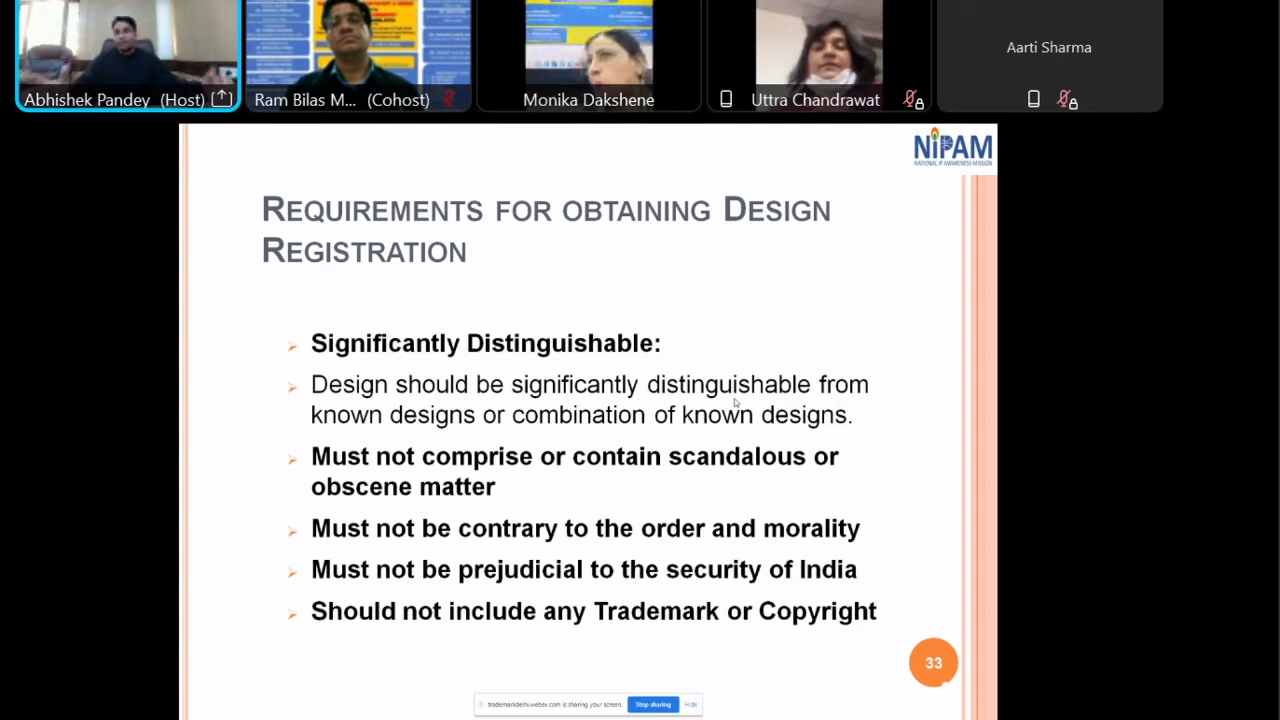 Abhishek Pandey (Host)
Ram Bilas M... (Cohost)
Monika Dakshene
Uttra Chandrawat
Aarti Sharma
NIPAM
NATIONAL IP AWARENESS MISSION
REQUIREMENTS FOR OBTAINING DESIGN
REGISTRATION
Significantly Distinguishable:
Design should be significantly distinguishable from
known designs or combination of known designs.
Must not comprise or contain scandalous or
obscene matter
Must not be contrary to the order and morality
Must not be prejudicial to the security of India
Should not include any Trademark or Copyright
33
trademarkdelhi.webex.com is sharing your screen. Stop sharing Hide